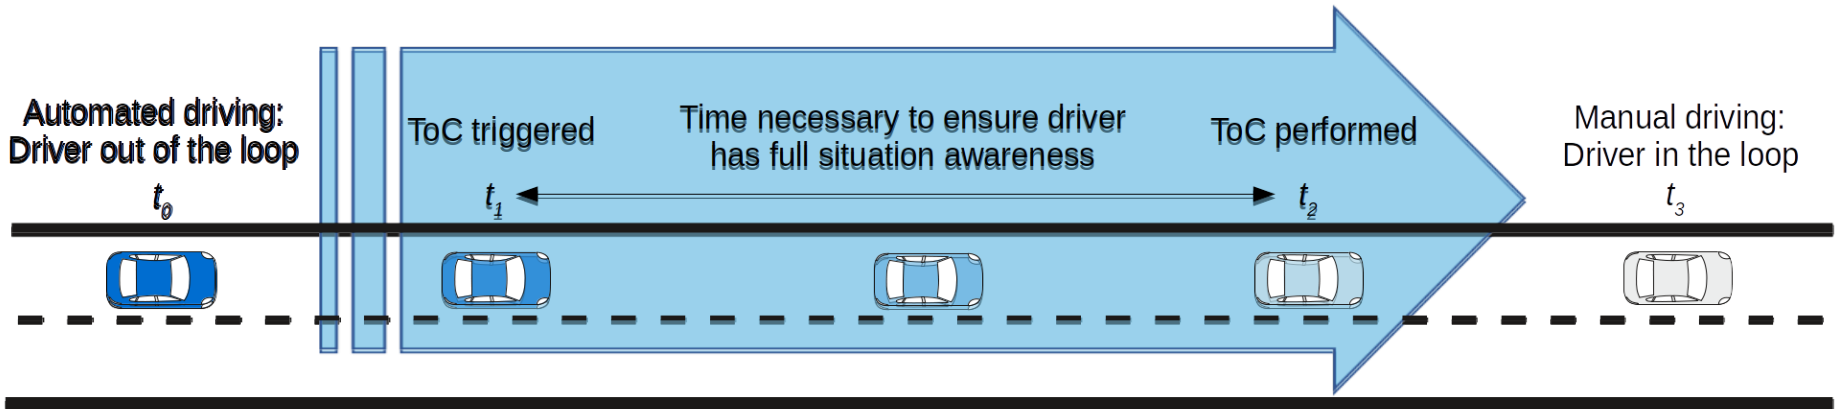 Automated driving:
Driver out of the loop
t0
ToC triggered
t1
Time necessary to ensure driver
has full situation awareness
ToC performed
t2
Manual driving:
Driver in the loop
t3